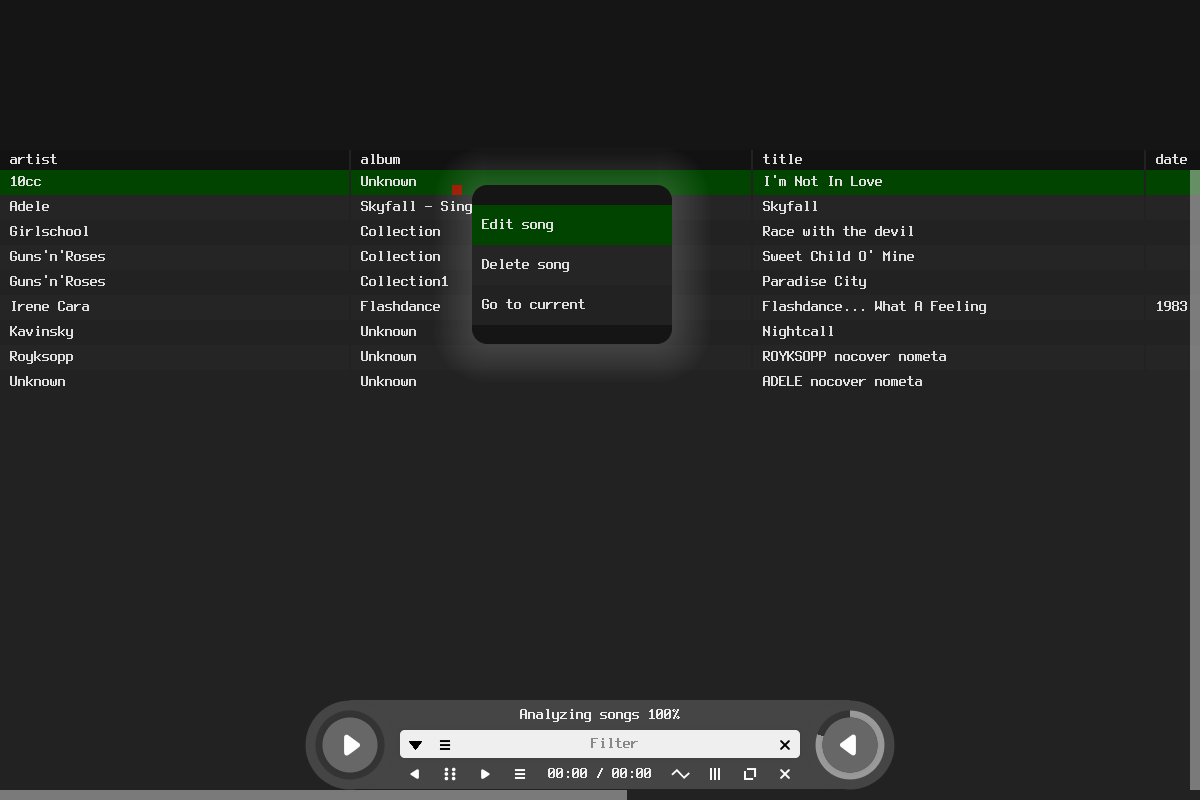 artist album title date
10cc Unknown I'm Not In Love
Adele Skyfall - Sing Skyfall
Edit song
Girlschool Collection Race with the devil
Guns'n'Roses Collection Sweet Child O' Mine
Delete song
Guns'n'Roses Collection1 Paradise City
Irene Cara Flashdance Flashdance... What A Feeling 1983
Go to current
Kavinsky Unknown Nightcall
Royksopp Unknown ROYKSOPP nocover nometa
Unknown Unknown ADELE nocover nometa
Analyzing songs 100%
Filter
00:00 / 00:00